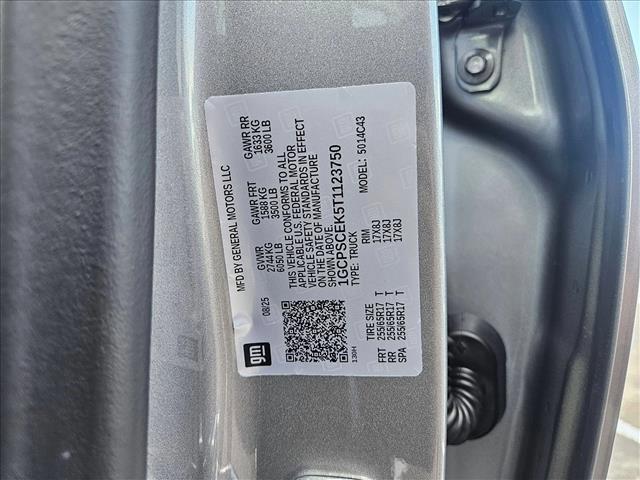 MFD BY GENERAL MOTORS LLC
08/25 GVWR GAWR FRT GAWR RR
2744 KG 1588 KG 1633 KG
6050 LB 3500 LB 3600 LB
THIS VEHICLE CONFORMS TO ALL
APPLICABLE U.S. FEDERAL MOTOR
VEHICLE SAFETY STANDARDS IN EFFECT
ON THE DATE OF MANUFACTURE
SHOWN ABOVE.
1GCPSCEK5T1123750
TYPE: TRUCK MODEL: 5014C43
gm
130H
TIRE SIZE RIM
FRT 255/65R17 T 17X8J
RR 255/65R17 T 17X8J
SPA 255/65R17 T 17X8J